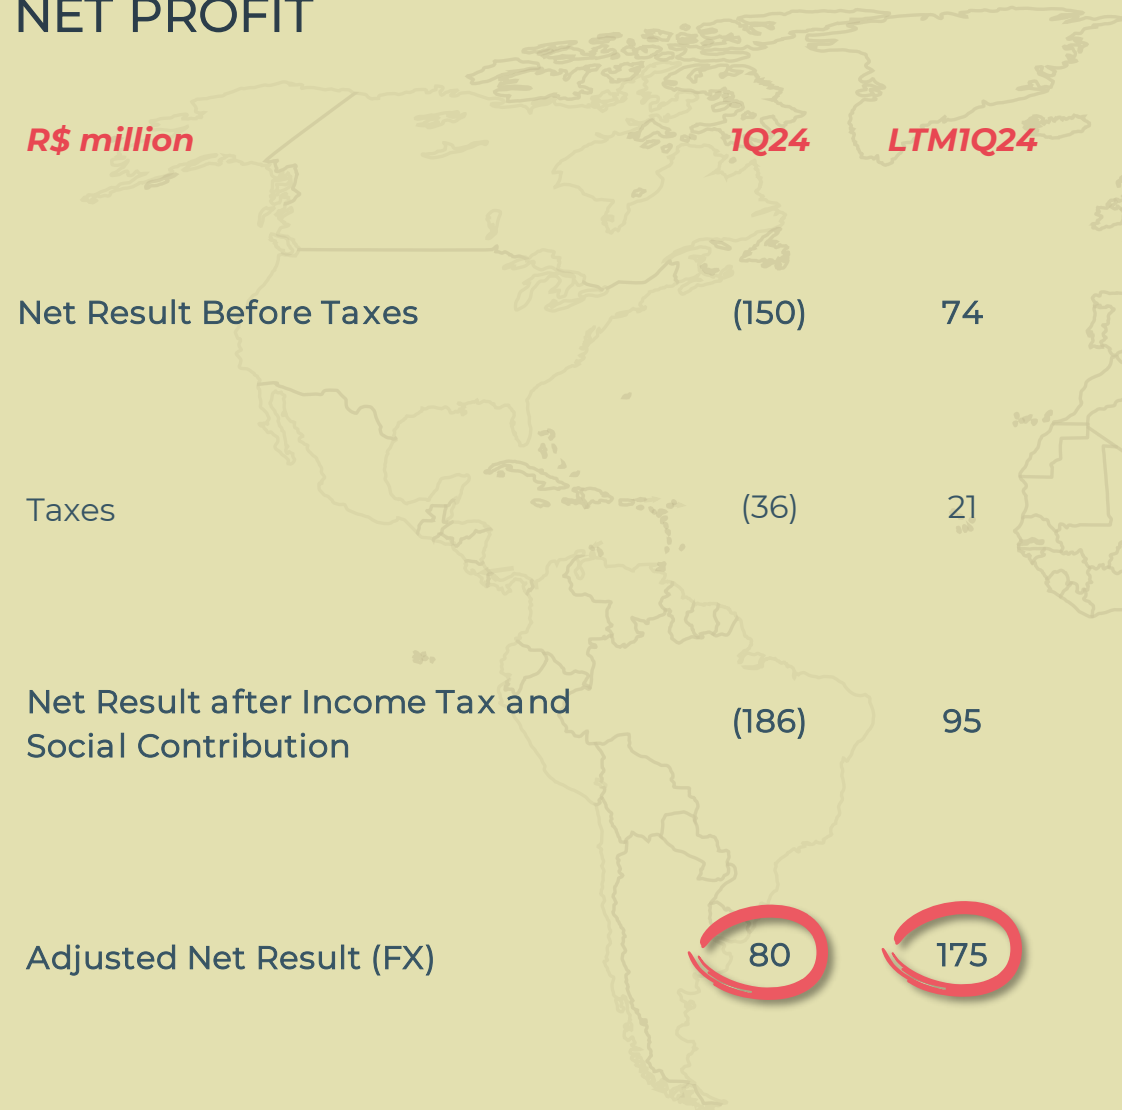 NET PROFIT
R$ million 1Q24 LTM1Q24
Net Result Before Taxes (150) 74
Taxes (36) 21
Net Result after Income Tax and
Social Contribution (186) 95
Adjusted Net Result (FX) 80 175